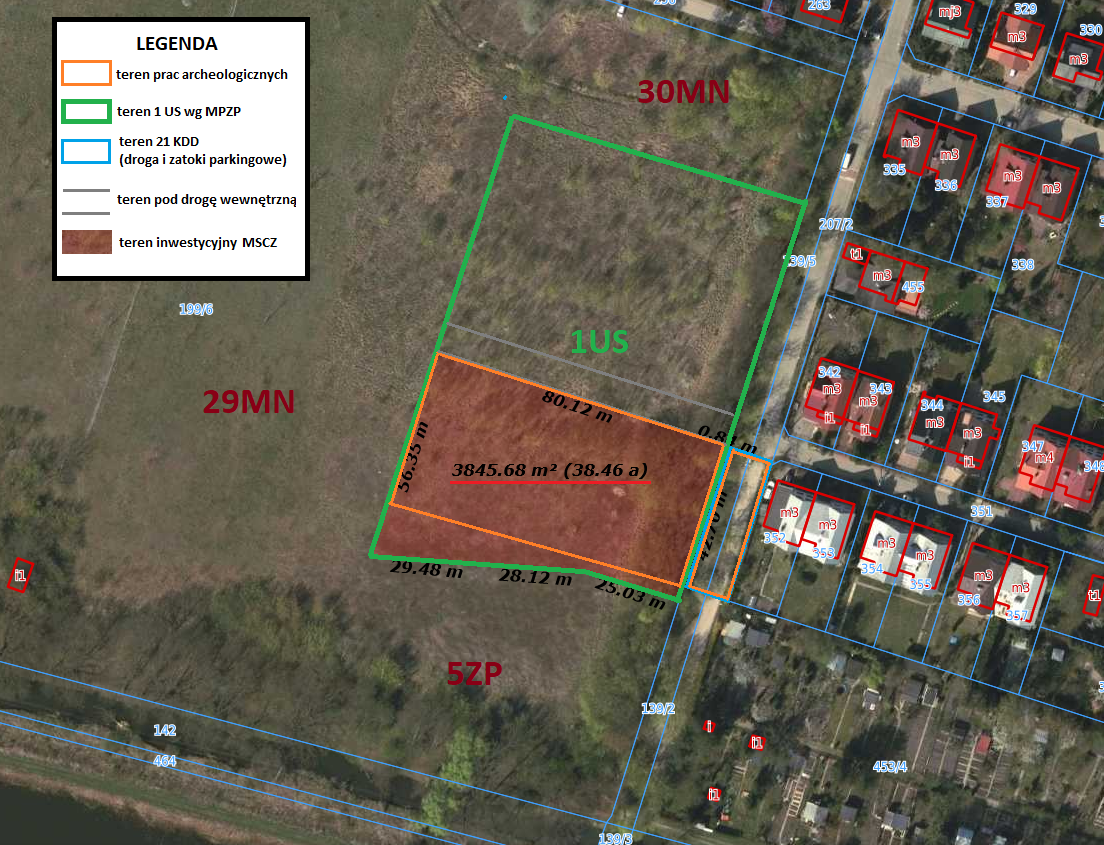 LEGENDA
teren prac archeologicznych
teren 1 US wg MPZP
teren 21 KDD
(droga i zatoki parkingowe)
teren pod drogę wewnętrzną
teren inwestycyjny MSCZ
263
mj3
329
m3
330
m3
30MN
m3
m3
335
336
m3
m3
337
207/2
139/5
338
t1
m3
455
199/6
1US
29MN
342
m3
343
m3
i1
i1
344
m3
345
m3
i1
347
m4
348
80.12 m
56.35 m
3845.68 m² (38.46 a)
351
m3
m3
352
353
m3
m3
354
355
m3
m3
356
357
t1
i1
29.48 m
28.12 m
25.03 m
5ZP
139/2
142
464
i
i1
i1
453/4
139/3